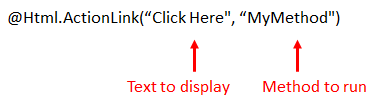 @Html.ActionLink(“Click Here", “MyMethod")
Text to display Method to run